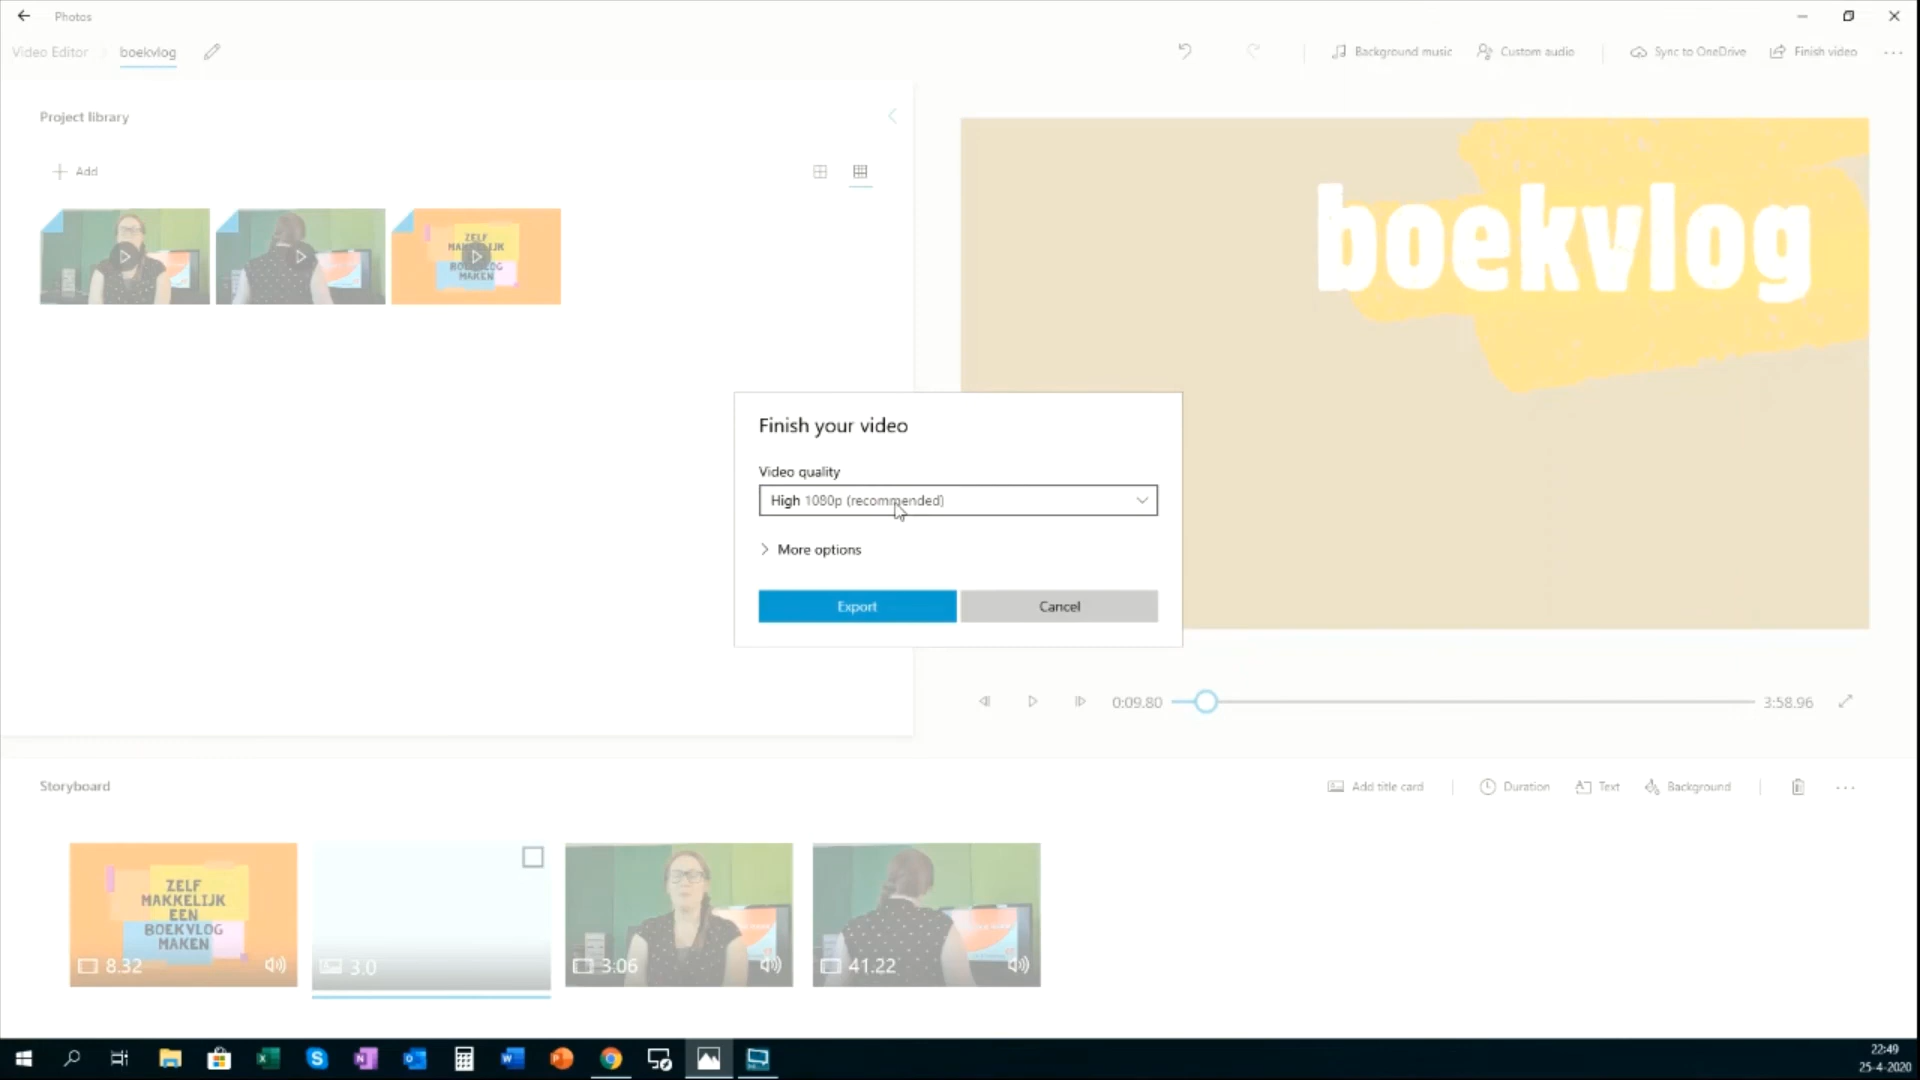 Photos
Video Editor
boekvlog
Background music
Custom audio
Sync to OneDrive
Finish video
Project library
Add
ZELF
MAKKELIJK
BOEKVLOG
MAKEN
boekvlog
Finish your video
Video quality
High 1080p (recommended)
More options
Export
Cancel
0:09.80
3:58.96
Storyboard
Add title card
Duration
Text
Background
ZELF
MAKKELIJK
EEN
BOEKVLOG
MAKEN
8.32
3.0
3:06
41.22
22:49
25-4-2020